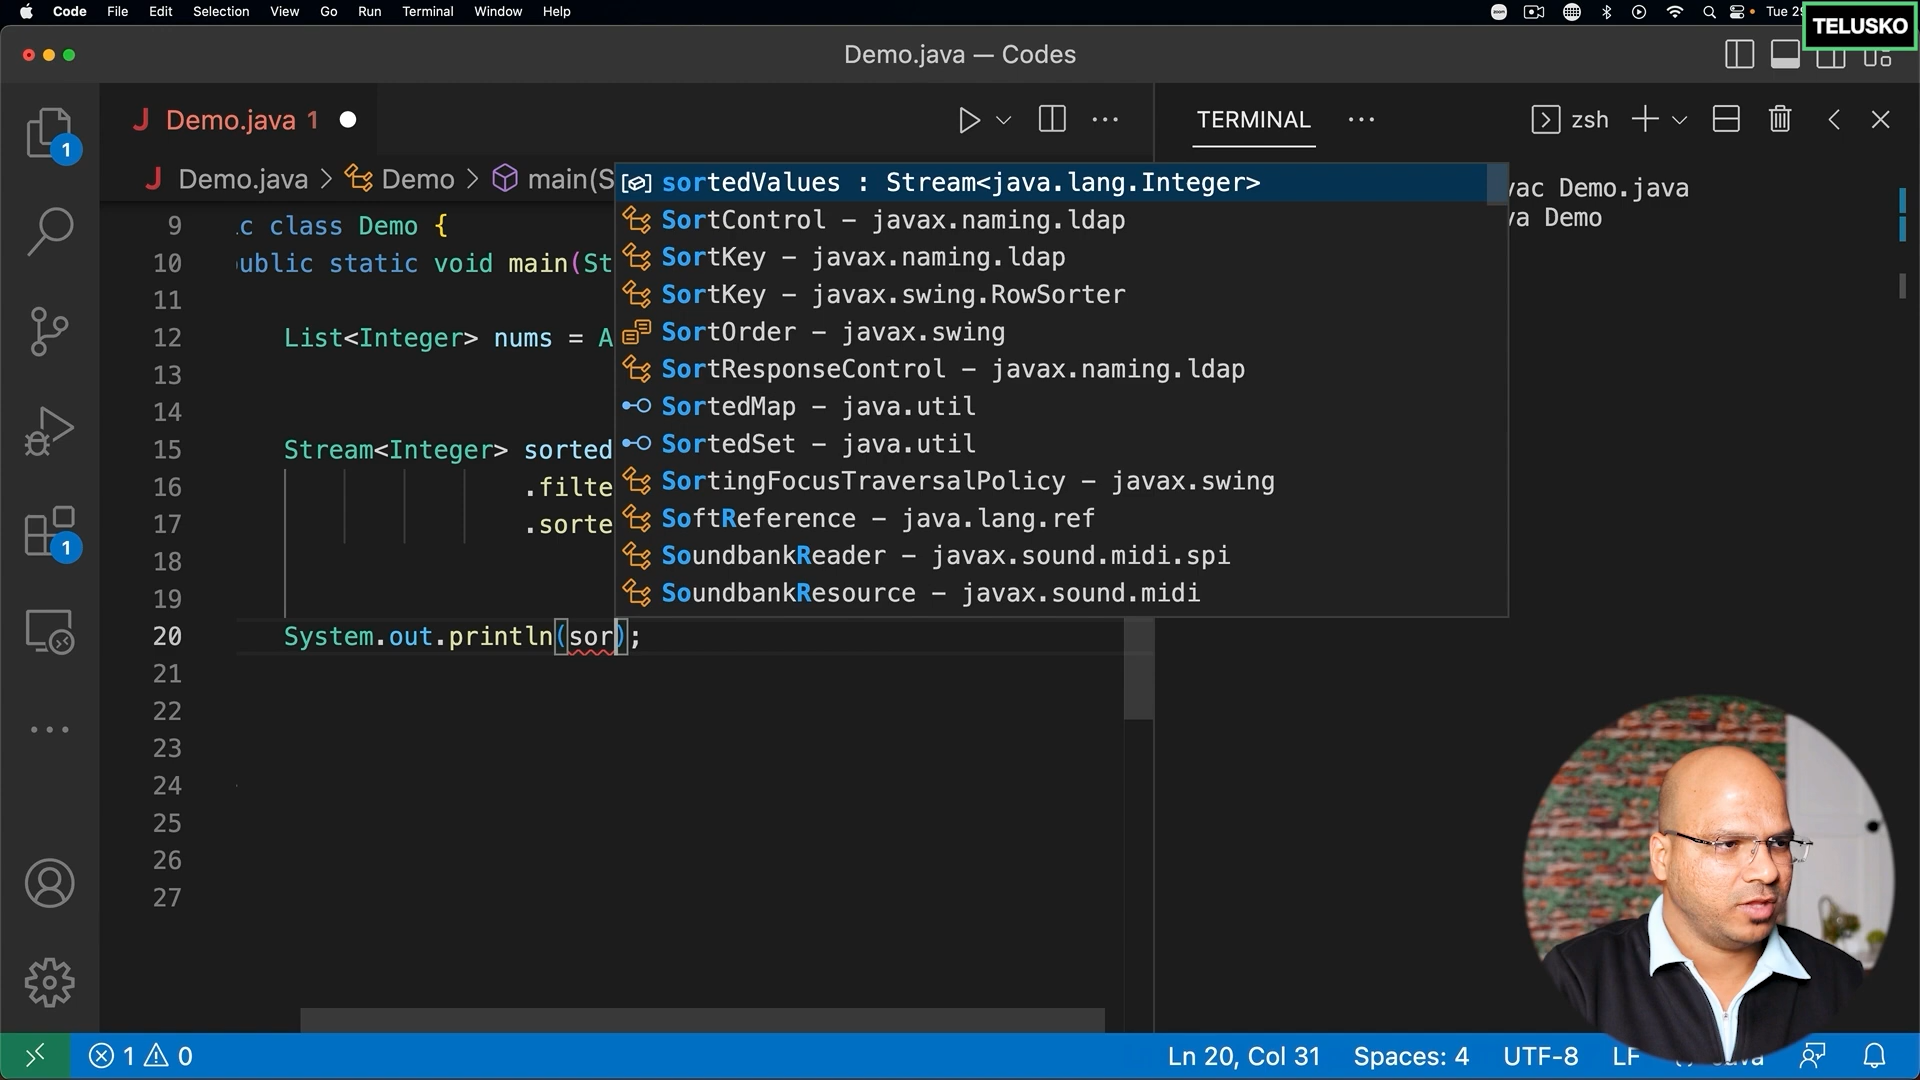 Code File Edit Selection View Go Run Terminal Window Help Tue
TELUSKO
Demo.java — Codes
Demo.java 1
TERMINAL zsh
Demo.java > Demo > main(S
vac Demo.java
va Demo
9 c class Demo {
10 ublic static void main(St
11
12 List<Integer> nums = A
13
14
15 Stream<Integer> sorted
16 .filte
17 .sorte
18
19
20 System.out.println(sor);
21
22
23
24
25
26
27
sortedValues : Stream<java.lang.Integer>
SortControl – javax.naming.ldap
SortKey – javax.naming.ldap
SortKey – javax.swing.RowSorter
SortOrder – javax.swing
SortResponseControl – javax.naming.ldap
SortedMap – java.util
SortedSet – java.util
SortingFocusTraversalPolicy – javax.swing
SoftReference – java.lang.ref
SoundbankReader – javax.sound.midi.spi
SoundbankResource – javax.sound.midi
1
1
1 0 Ln 20, Col 31 Spaces: 4 UTF-8 LF